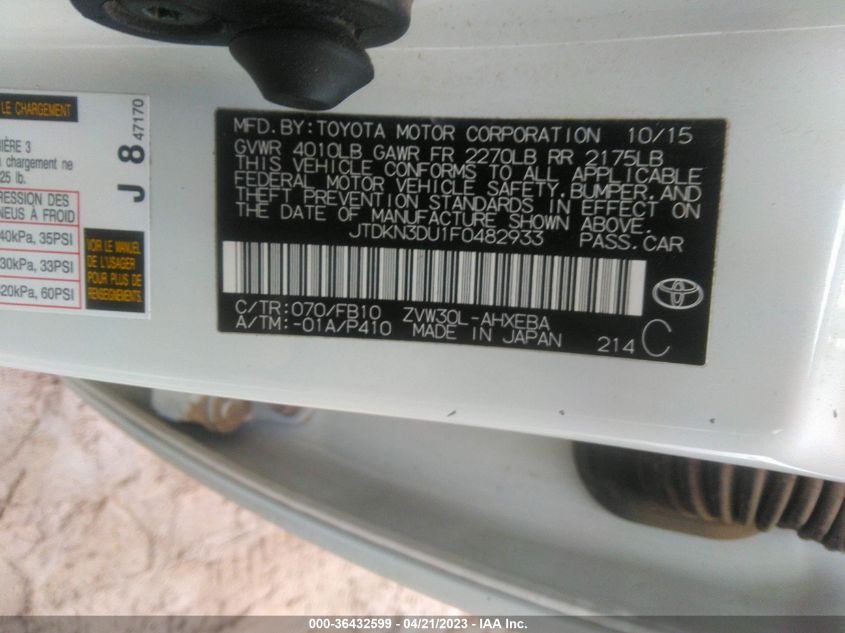 LE CHARGEMENT
IÈRE 3
chargement ne
25 lb.
RESSION DES
NEUS À FROID
40kPa, 35PSI
30kPa, 33PSI
20kPa, 60PSI
VOIR LE MANUEL
DE L'USAGER
POUR PLUS DE
RENSEIGNEMENTS.
J 8 47170
MFD.BY:TOYOTA MOTOR CORPORATION 10/15
GVWR 4010LB GAWR FR 2270LB RR 2175LB
THIS VEHICLE CONFORMS TO ALL APPLICABLE
FEDERAL MOTOR VEHICLE SAFETY,BUMPER,AND
THEFT PREVENTION STANDARDS IN EFFECT ON
THE DATE OF MANUFACTURE SHOWN ABOVE.
JTDKN3DU1F0482933 PASS.CAR
C/TR:070/FB10 ZVW30L-AHXEBA
A/TM:-01A/P410 MADE IN JAPAN 214 C
000-36432599 - 04/21/2023 - IAA Inc.